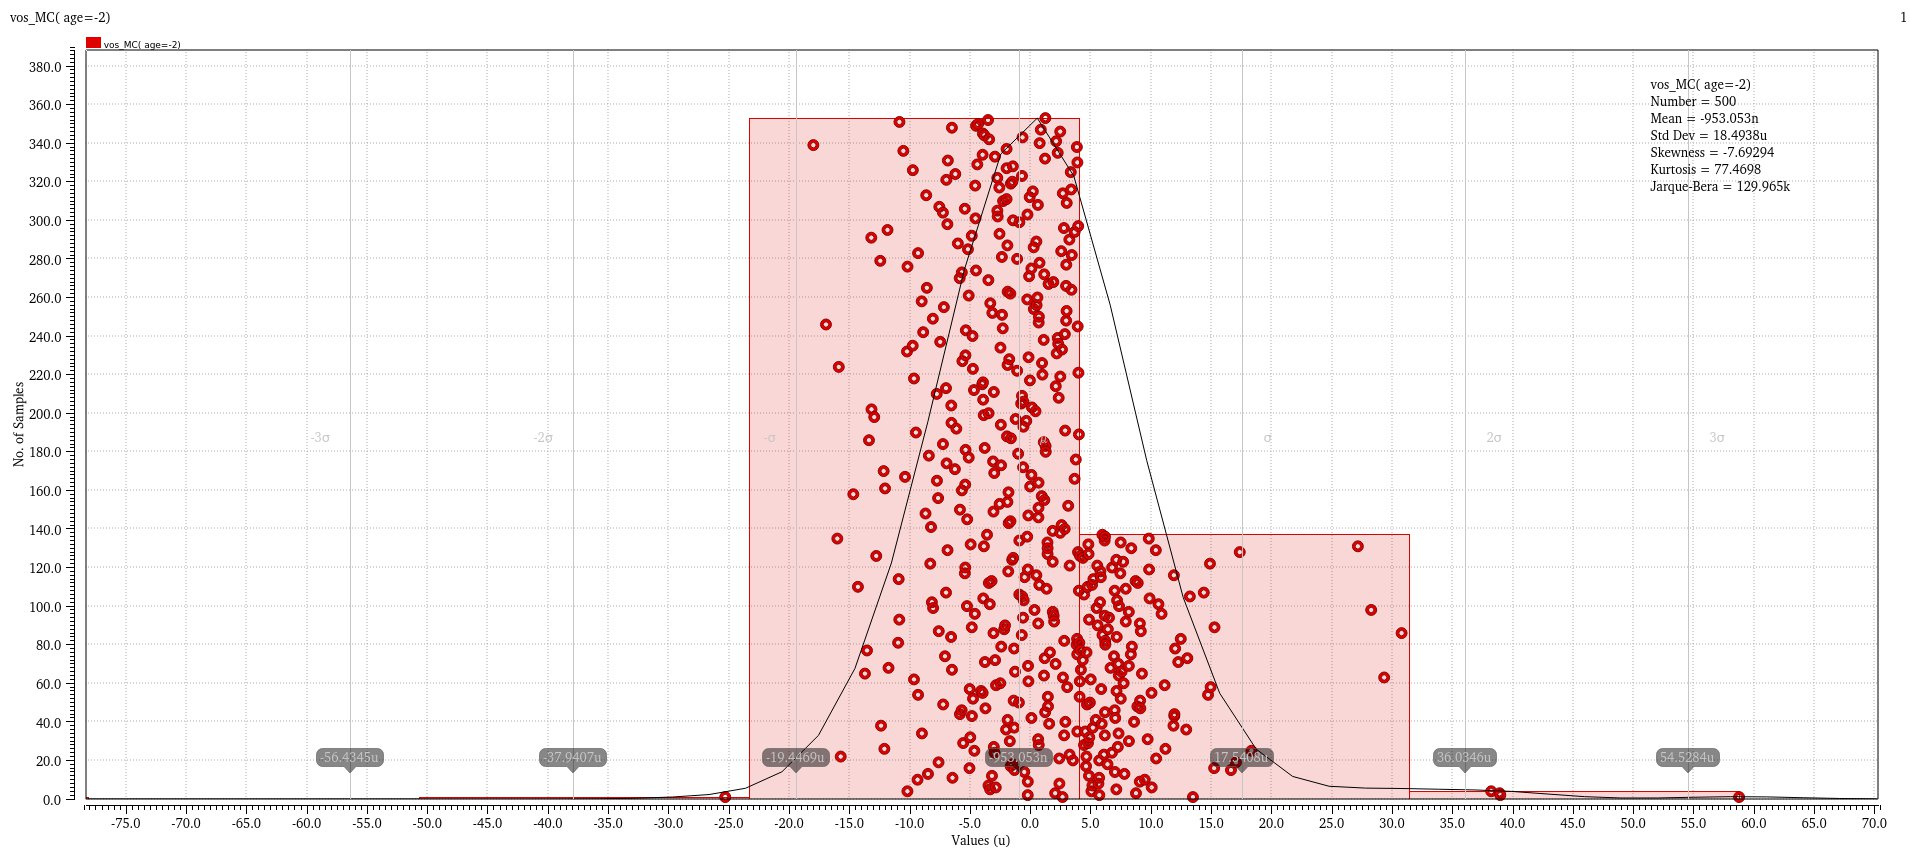 vos_MC( age=-2)
1
vos_MC( age=-2)
380.0
360.0
340.0
320.0
300.0
280.0
260.0
240.0
220.0
200.0
180.0
160.0
140.0
120.0
100.0
80.0
60.0
40.0
20.0
0.0
No. of Samples
vos_MC( age=-2)
Number = 500
Mean = -953.053n
Std Dev = 18.4938u
Skewness = -7.69294
Kurtosis = 77.4698
Jarque-Bera = 129.965k
-3σ -2σ -σ μ σ 2σ 3σ
-56.4345u -37.9407u -19.4469u -953.053n 17.5408u 36.0346u 54.5284u
-75.0 -70.0 -65.0 -60.0 -55.0 -50.0 -45.0 -40.0 -35.0 -30.0 -25.0 -20.0 -15.0 -10.0 -5.0 0.0 5.0 10.0 15.0 20.0 25.0 30.0 35.0 40.0 45.0 50.0 55.0 60.0 65.0 70.0
Values (u)